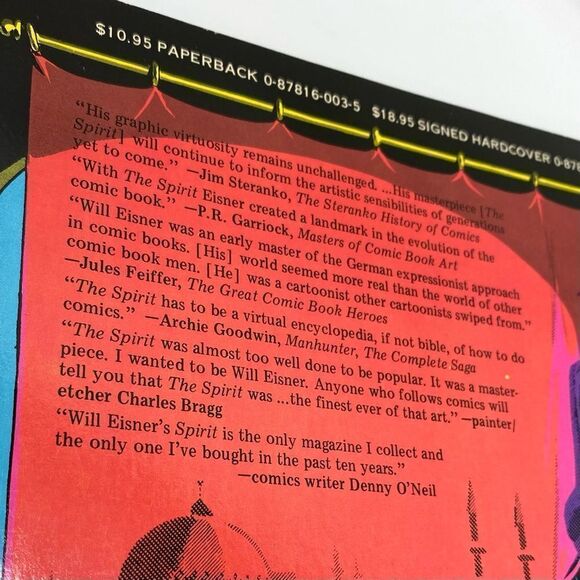 $10.95 PAPERBACK 0-87816-003-5 $18.95 SIGNED HARDCOVER 0-878
"His graphic virtuosity remains unchallenged. ...His masterpiece [The
Spirit] will continue to inform the artistic sensibilities of generations
yet to come." —Jim Steranko, The Steranko History of Comics
"With The Spirit Eisner created a landmark in the evolution of the
comic book." —P.R. Garriock, Masters of Comic Book Art
"Will Eisner was an early master of the German expressionist approach
in comic books. [His] world seemed more real than the world of other
comic book men. [He] was a cartoonist other cartoonists swiped from."
—Jules Feiffer, The Great Comic Book Heroes
"The Spirit has to be a virtual encyclopedia, if not bible, of how to do
comics." —Archie Goodwin, Manhunter, The Complete Saga
"The Spirit was almost too well done to be popular. It was a master-
piece. I wanted to be Will Eisner. Anyone who follows comics will
tell you that The Spirit was ...the finest ever of that art." —painter/
etcher Charles Bragg
"Will Eisner's Spirit is the only magazine I collect and
the only one I've bought in the past ten years."
—comics writer Denny O'Neil